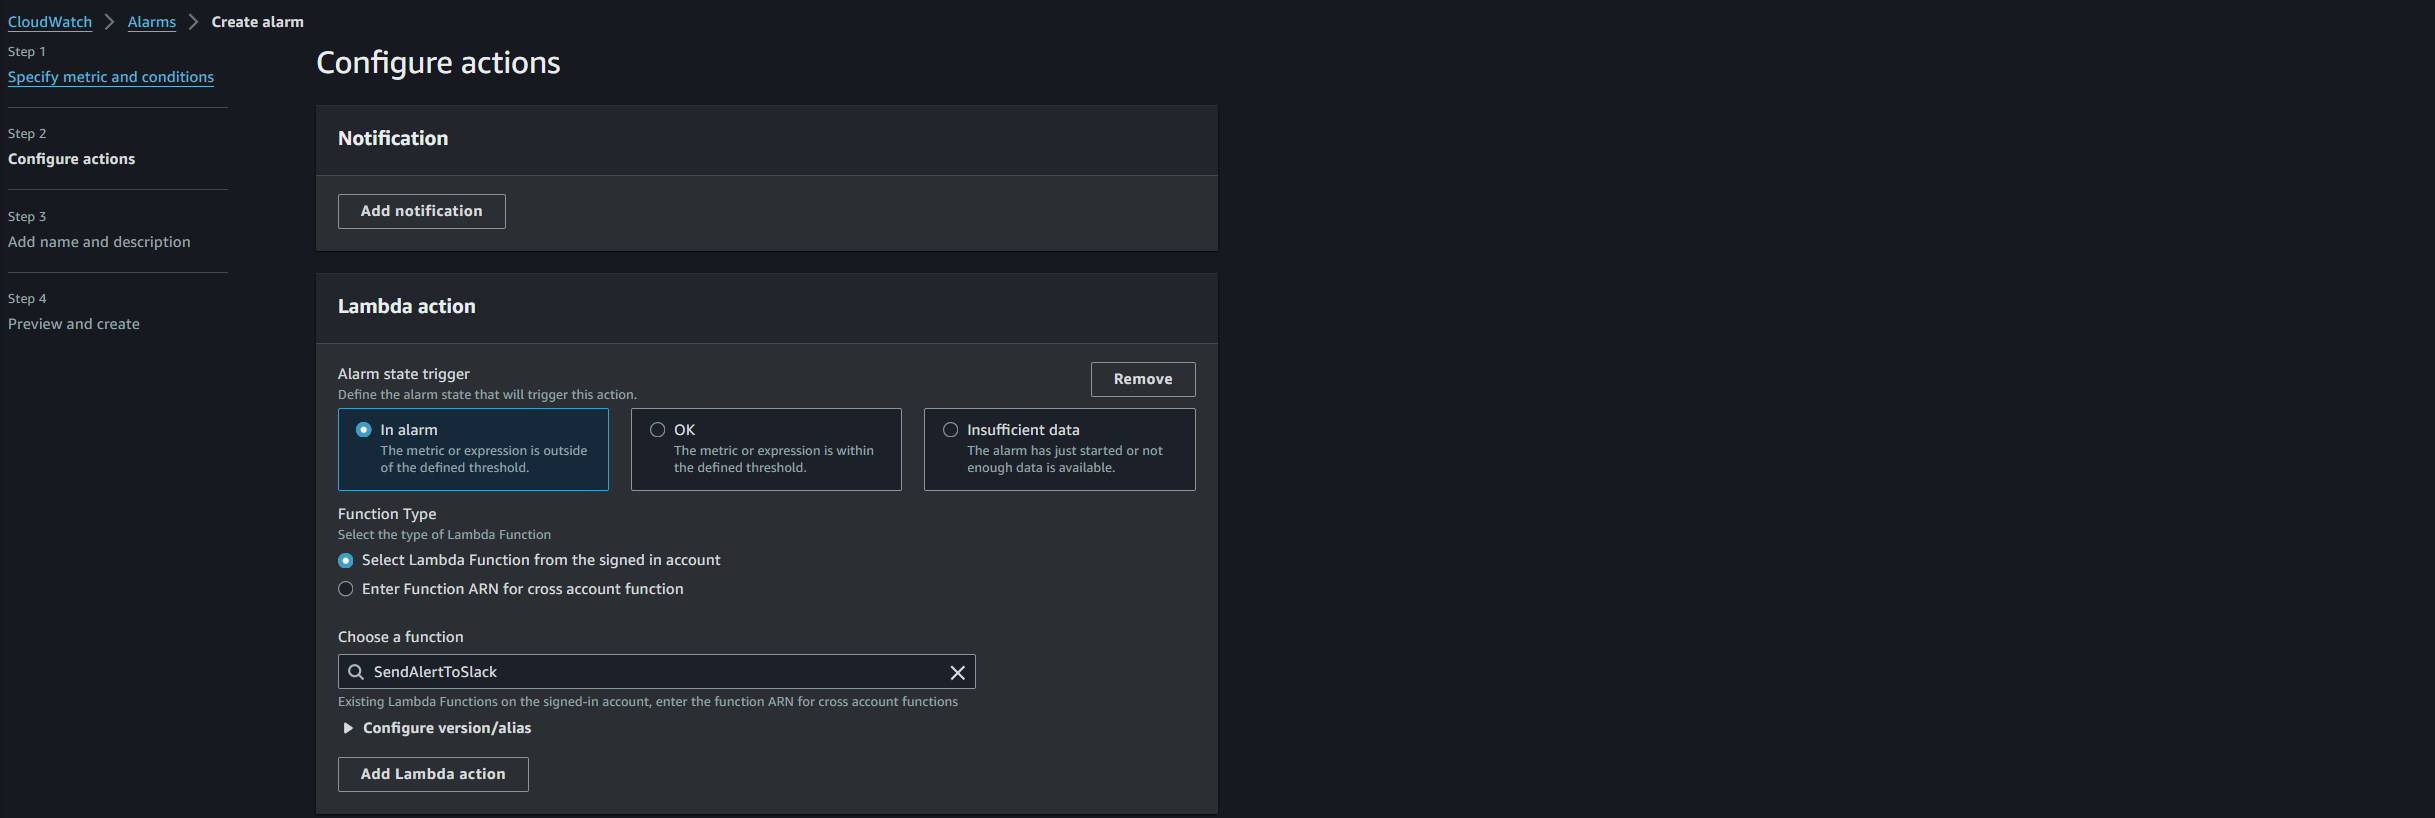 CloudWatch Alarms Create alarm
Step 1
Specify metric and conditions
Step 2
Configure actions
Step 3
Add name and description
Step 4
Preview and create
Configure actions
Notification
Add notification
Lambda action
Alarm state trigger
Define the alarm state that will trigger this action.
Remove
In alarm
The metric or expression is outside
of the defined threshold.
OK
The metric or expression is within
the defined threshold.
Insufficient data
The alarm has just started or not
enough data is available.
Function Type
Select the type of Lambda Function
Select Lambda Function from the signed in account
Enter Function ARN for cross account function
Choose a function
SendAlertToSlack
Existing Lambda Functions on the signed-in account, enter the function ARN for cross account functions
Configure version/alias
Add Lambda action